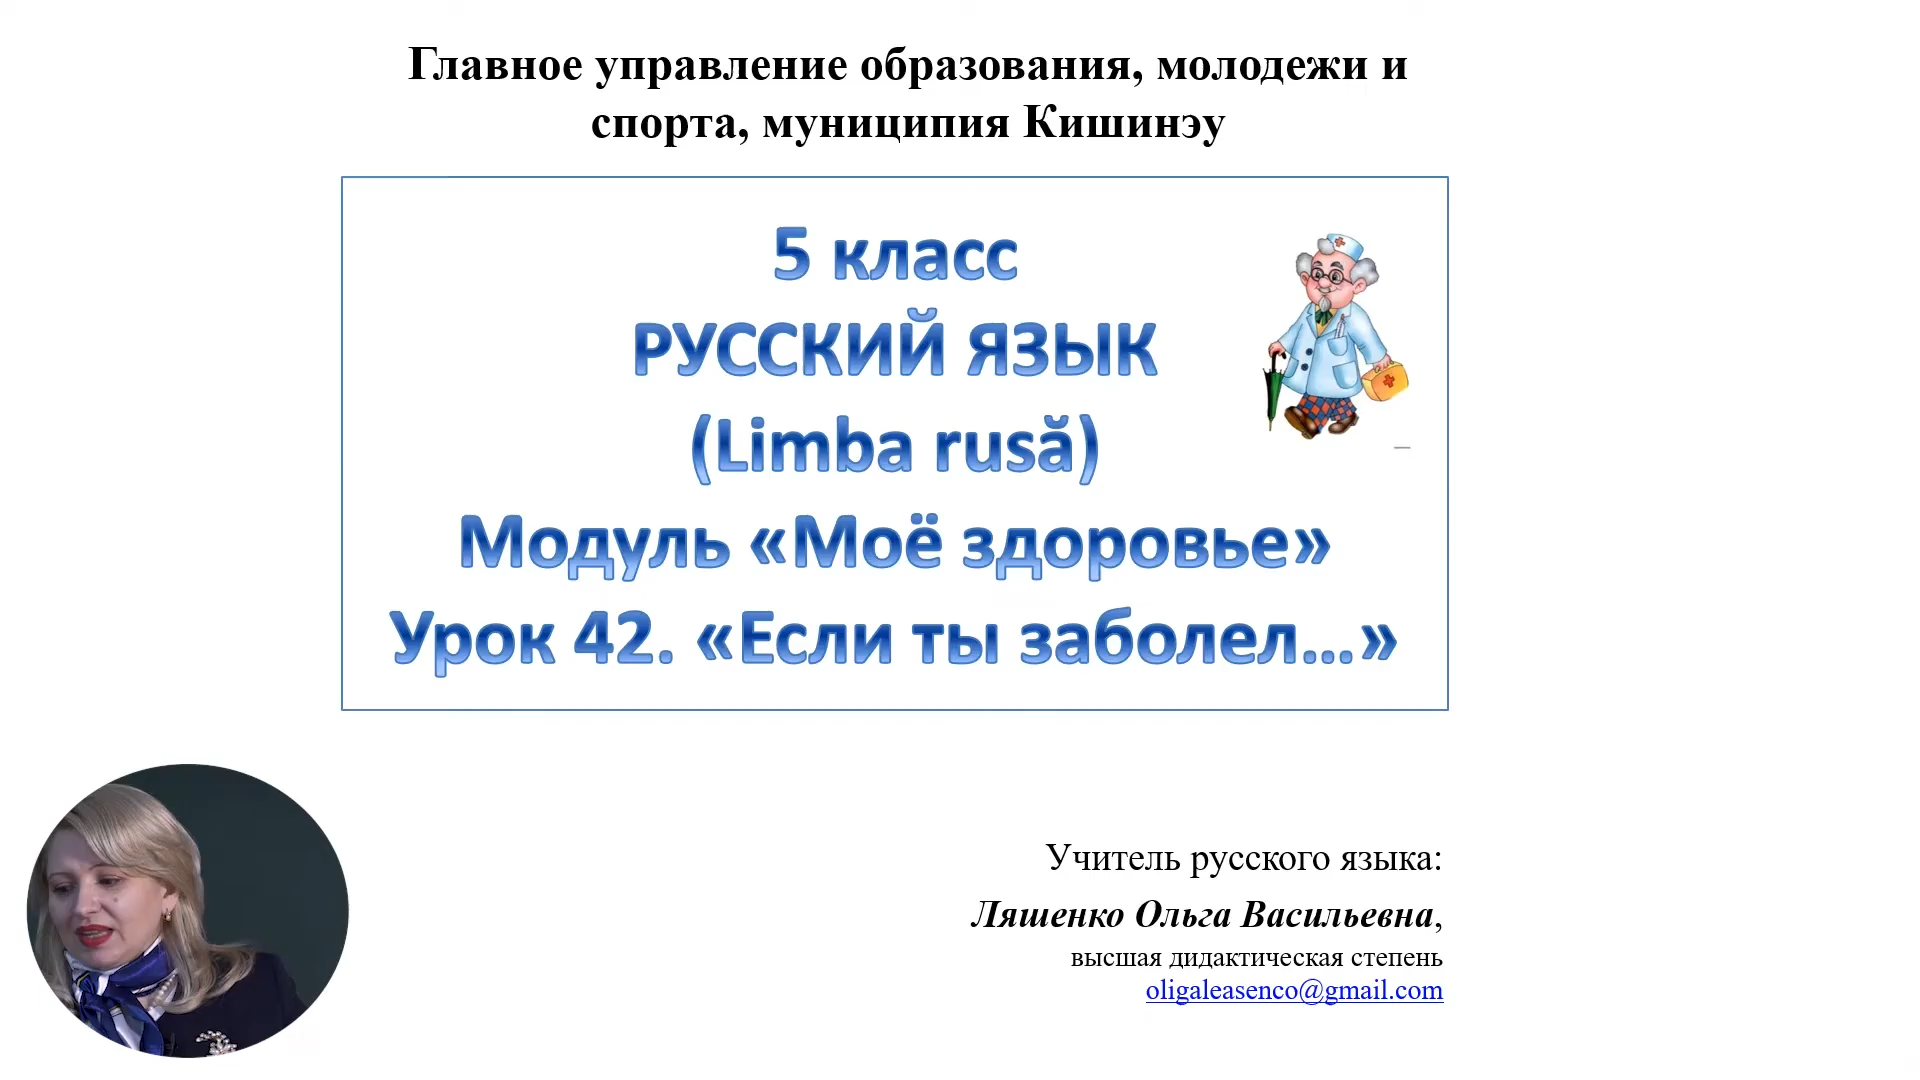 Главное управление образования, молодежи и
спорта, муниципия Кишинэу
5 класс
РУССКИЙ ЯЗЫК
(Limba rusă)
Модуль «Моё здоровье»
Урок 42. «Если ты заболел...»
Учитель русского языка:
Ляшенко Ольга Васильевна,
высшая дидактическая степень
oligaleasenco@gmail.com